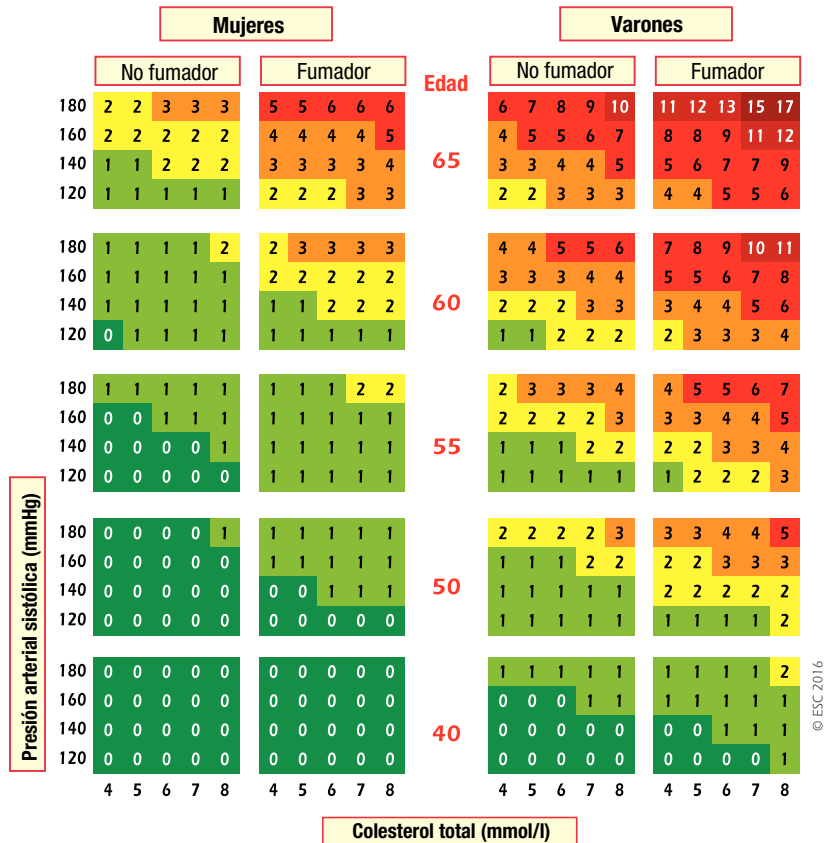 Mujeres Varones
No fumador Fumador Edad No fumador Fumador
180 2 2 3 3 3 5 5 6 6 6 6 7 8 9 10 11 12 13 15 17
160 2 2 2 2 2 4 4 4 4 5 4 5 5 6 7 8 8 9 11 12
65
140 1 1 2 2 2 3 3 3 3 4 3 3 4 4 5 5 6 7 7 9
120 1 1 1 1 1 2 2 2 3 3 2 2 3 3 3 4 4 5 5 6
180 1 1 1 1 2 2 3 3 3 3 4 4 5 5 6 7 8 9 10 11
160 1 1 1 1 1 2 2 2 2 2 3 3 3 4 4 5 5 6 7 8
60
140 1 1 1 1 1 1 1 2 2 2 2 2 2 3 3 3 4 4 5 6
120 0 1 1 1 1 1 1 1 1 1 1 1 2 2 2 2 3 3 3 4
180 1 1 1 1 1 1 1 1 2 2 2 3 3 3 4 4 5 5 6 7
160 0 0 1 1 1 1 1 1 1 1 2 2 2 2 3 3 3 4 4 5
55
140 0 0 0 0 1 1 1 1 1 1 1 1 1 2 2 2 2 3 3 4
120 0 0 0 0 0 1 1 1 1 1 1 1 1 1 1 1 2 2 2 3
180 0 0 0 0 1 1 1 1 1 1 2 2 2 2 3 3 3 4 4 5
160 0 0 0 0 0 1 1 1 1 1 1 1 1 2 2 2 2 3 3 3
50
140 0 0 0 0 0 0 0 1 1 1 1 1 1 1 1 2 2 2 2 2
120 0 0 0 0 0 0 0 0 0 0 1 1 1 1 1 1 1 1 1 2
180 0 0 0 0 0 0 0 0 0 0 1 1 1 1 1 1 1 1 1 2
160 0 0 0 0 0 0 0 0 0 0 0 0 0 1 1 1 1 1 1 1
40
140 0 0 0 0 0 0 0 0 0 0 0 0 0 0 0 0 0 1 1 1
120 0 0 0 0 0 0 0 0 0 0 0 0 0 0 0 0 0 0 0 1
4 5 6 7 8 4 5 6 7 8 4 5 6 7 8 4 5 6 7 8
Presión arterial sistólica (mmHg)
Colesterol total (mmol/l)
© ESC 2016